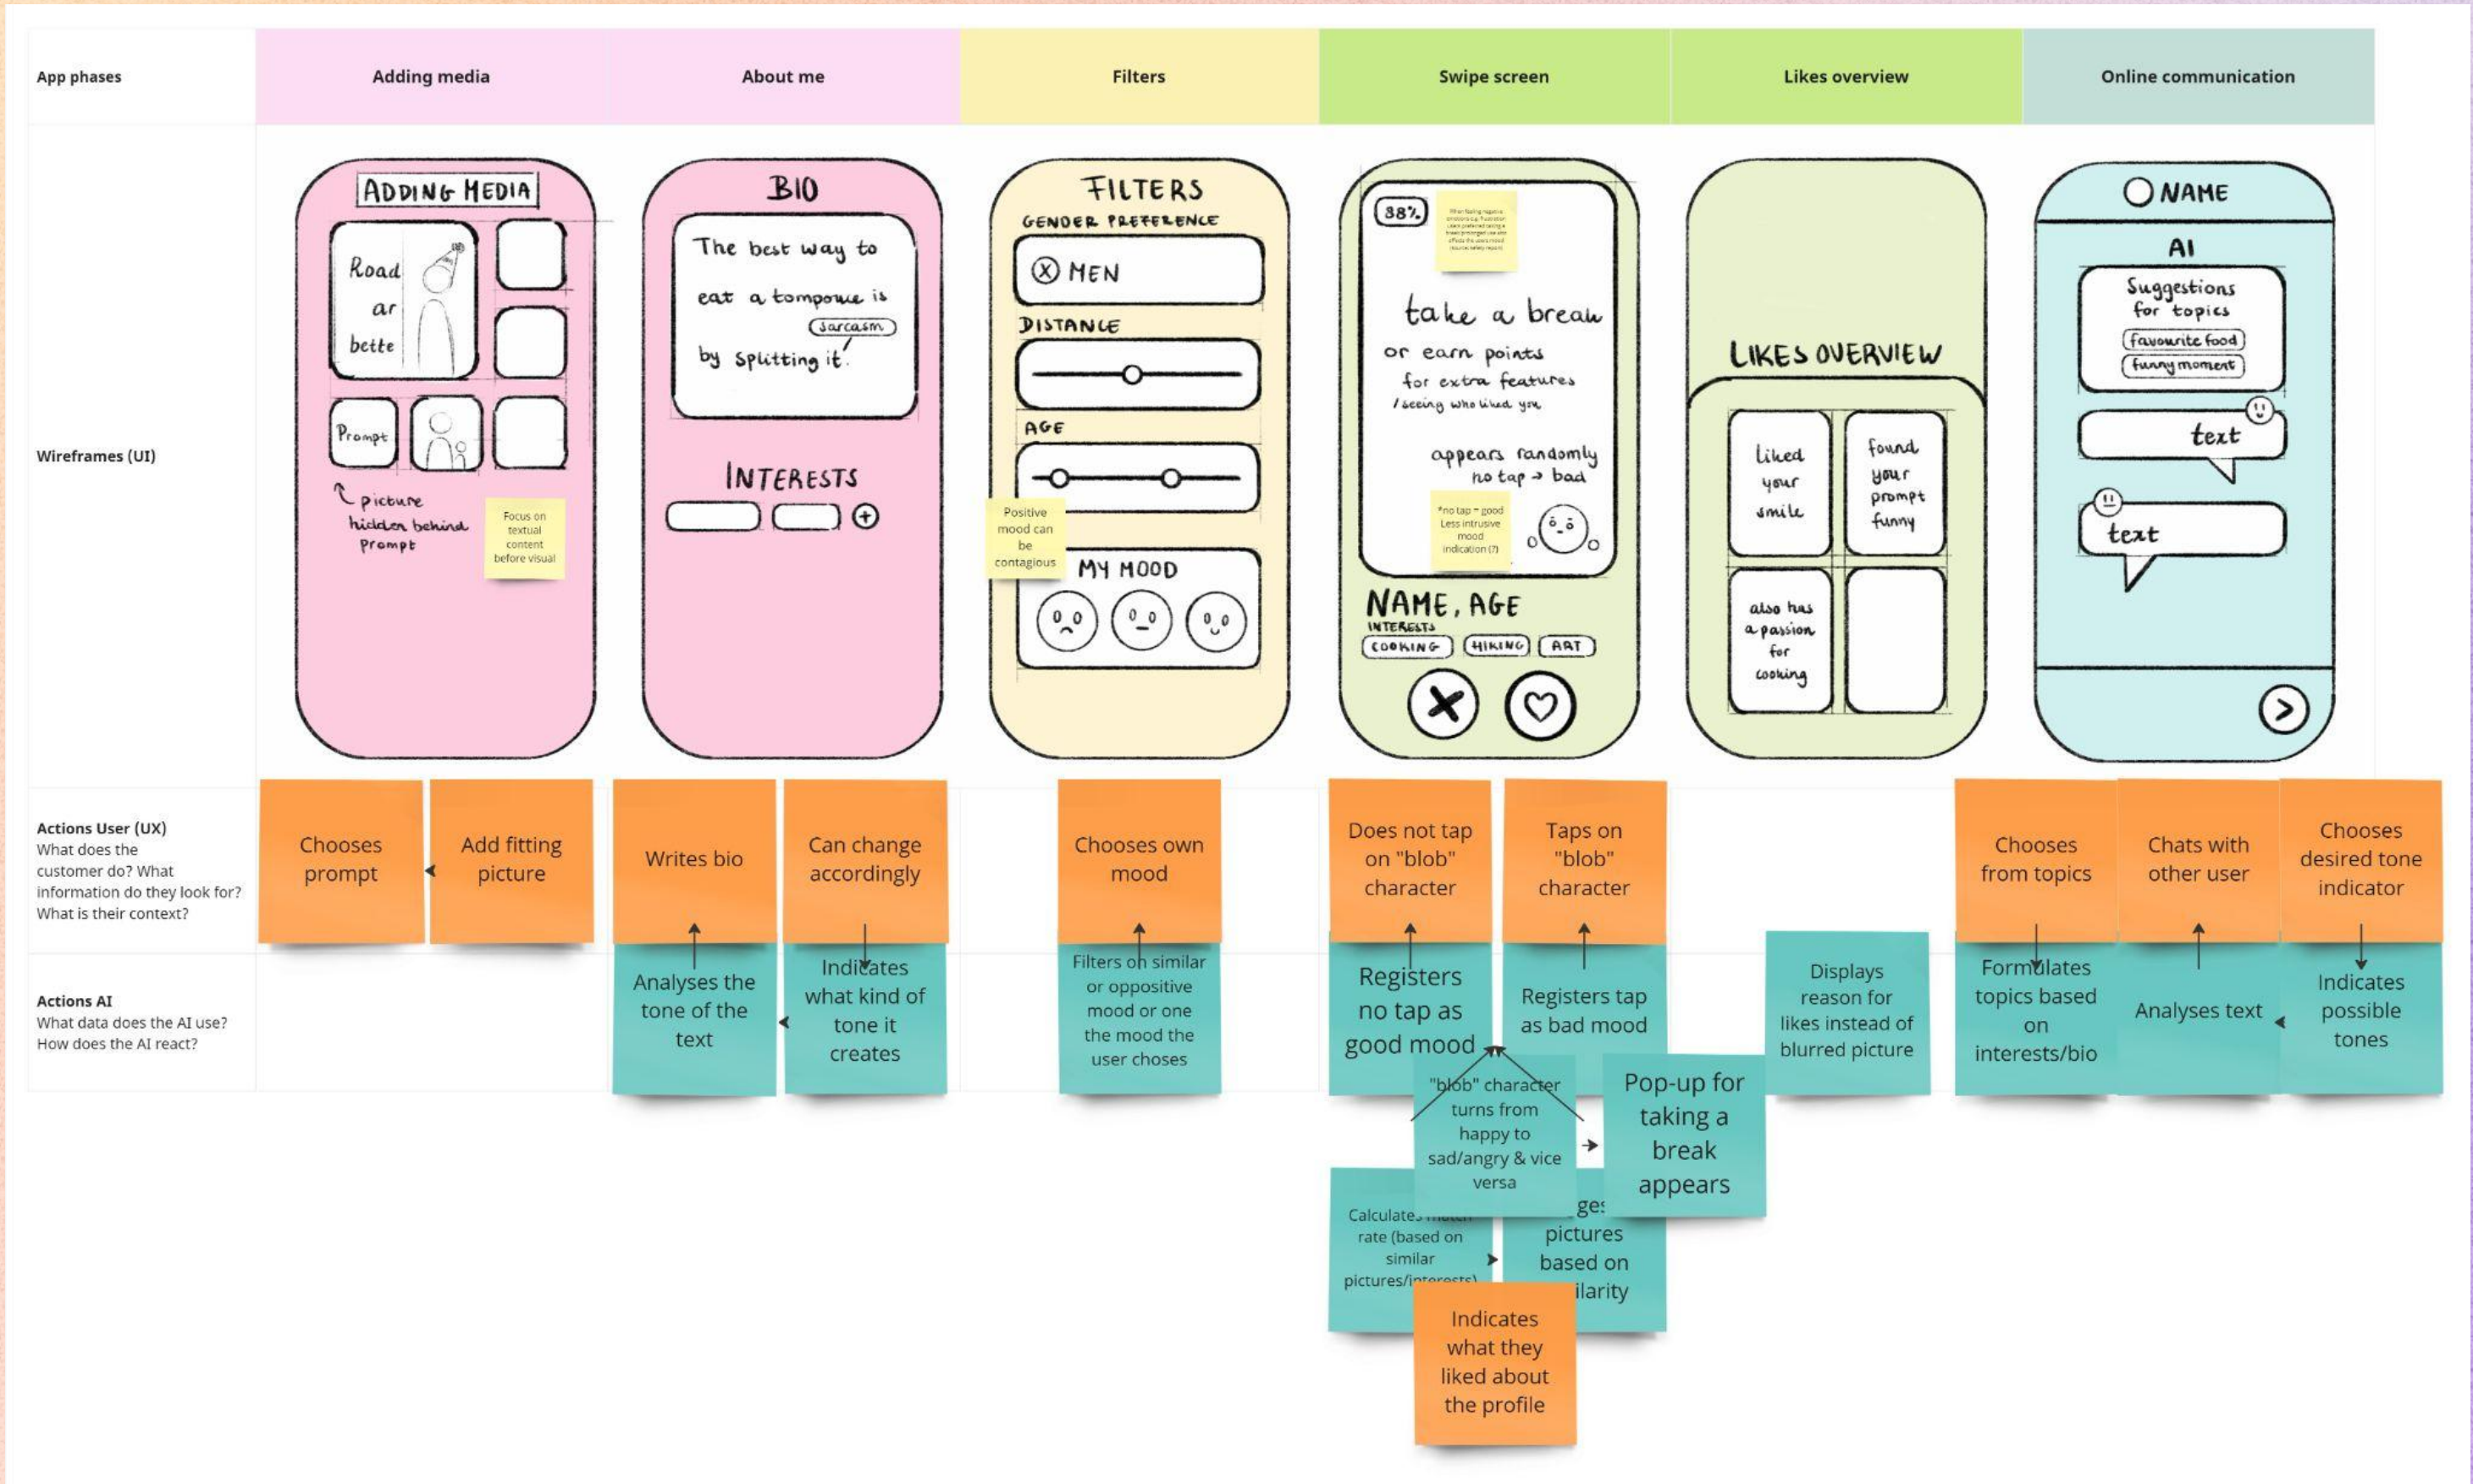 App phases
Adding media
About me
Filters
Swipe screen
Likes overview
Online communication
Wireframes (UI)
ADDING MEDIA
Road
ar
bette
Prompt
picture
hidden behind
prompt
Focus on
textual
content
before visual
BIO
The best way to
eat a tompouce is
sarcasm
by splitting it!
INTERESTS
FILTERS
GENDER PREFERENCE
MEN
DISTANCE
AGE
Positive
mood can
be
contagious
MY MOOD
88%
take a break
or earn points
for extra features
/seeing who liked you
appears randomly
no tap → bad
*no tap = good
Less intrusive
mood
indication (?)
NAME, AGE
INTERESTS
COOKING
HIKING
ART
LIKES OVERVIEW
liked
your
smile
found
your
prompt
funny
also has
a passion
for
cooking
NAME
AI
Suggestions
for topics
favourite food
funny moment
text
text
Actions User (UX)
What does the
customer do? What
information do they look for?
What is their context?
Chooses
prompt
Add fitting
picture
Writes bio
Can change
accordingly
Chooses own
mood
Does not tap
on "blob"
character
Taps on
"blob"
character
Chooses
from topics
Chats with
other user
Chooses
desired tone
indicator
Actions AI
What data does the AI use?
How does the AI react?
Analyses the
tone of the
text
Indicates
what kind of
tone it
creates
Filters on similar
or oppositive
mood or one
the mood the
user choses
Registers
no tap as
good mood
Registers tap
as bad mood
Displays
reason for
likes instead of
blurred picture
Formulates
topics based
on
interests/bio
Analyses text
Indicates
possible
tones
"blob" character
turns from
happy to
sad/angry & vice
versa
Pop-up for
taking a
break
appears
Calculates match
rate (based on
similar
pictures/interests)
pictures
based on
Indicates
what they
liked about
the profile